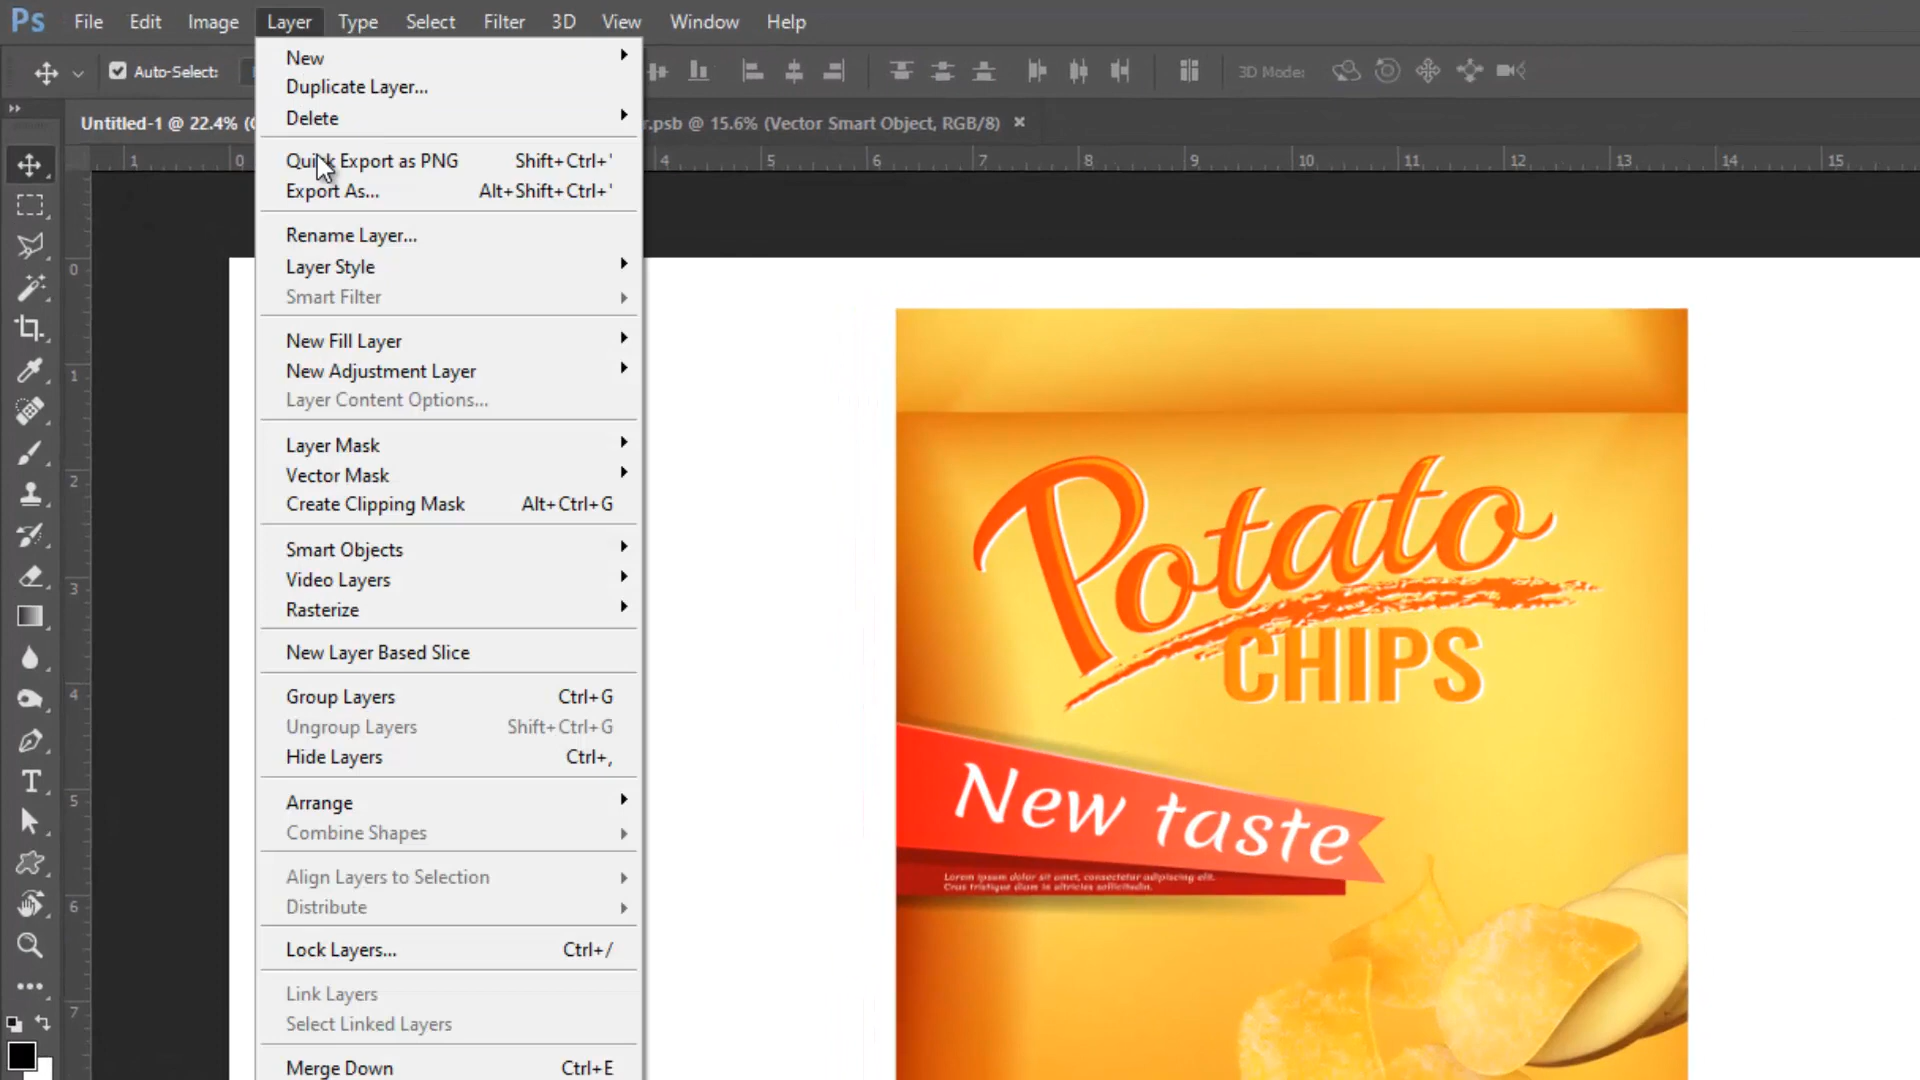 Ps File Edit Image Layer Type Select Filter 3D View Window Help
Auto-Select: 3D Mode:
Untitled-1 @ 22.4% ( r.psb @ 15.6% (Vector Smart Object, RGB/8) ×
1 0 4 5 6 7 8 9 10 11 12 13 14 15
New
Duplicate Layer...
Delete
Quick Export as PNG Shift+Ctrl+'
Export As... Alt+Shift+Ctrl+'
Rename Layer...
Layer Style
Smart Filter
New Fill Layer
New Adjustment Layer
Layer Content Options...
Layer Mask
Vector Mask
Create Clipping Mask Alt+Ctrl+G
Smart Objects
Video Layers
Rasterize
New Layer Based Slice
Group Layers Ctrl+G
Ungroup Layers Shift+Ctrl+G
Hide Layers Ctrl+,
Arrange
Combine Shapes
Align Layers to Selection
Distribute
Lock Layers... Ctrl+/
Link Layers
Select Linked Layers
Merge Down Ctrl+E
0
1
2
3
4
5
6
7
Potato
CHIPS
New taste
Lorem ipsum dolor sit amet, consectetur adipiscing elit.
Cras tristique diam in ultricies sollicitudin.